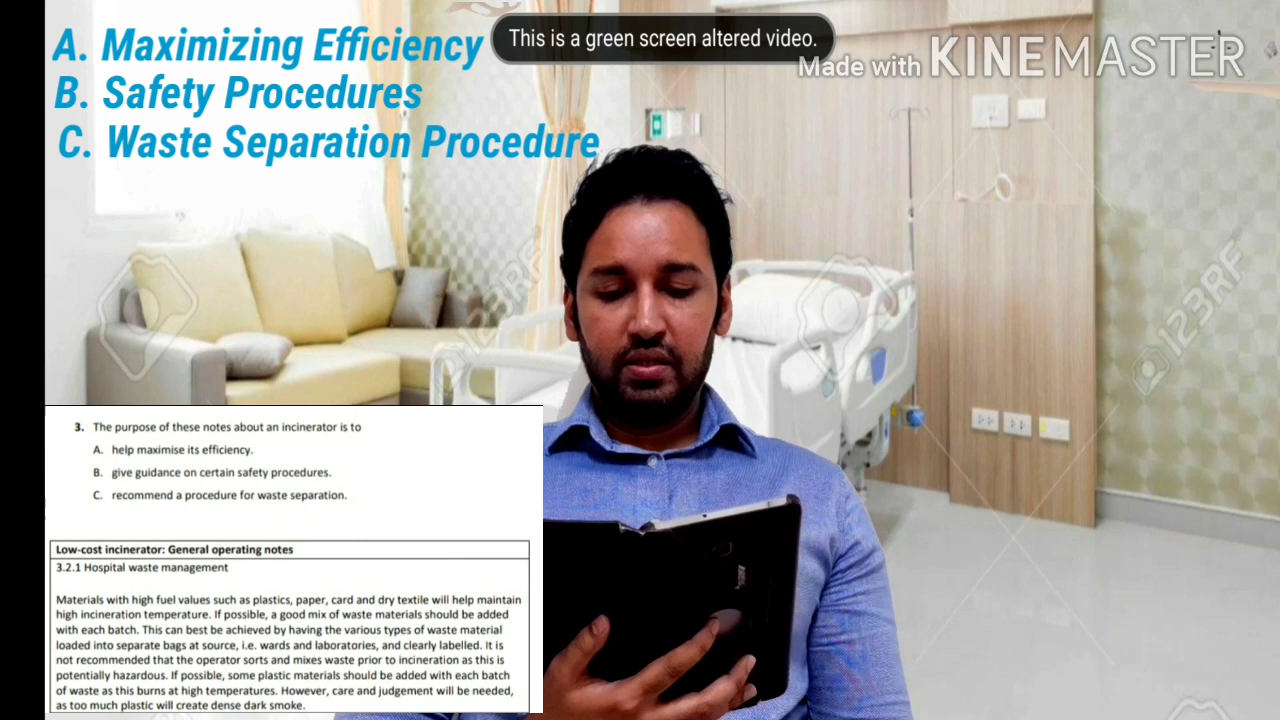 A. Maximizing Efficiency
B. Safety Procedures
C. Waste Separation Procedure
This is a green screen altered video.
Made with KINEMASTER
123RF
123RF
3. The purpose of these notes about an incinerator is to
A. help maximise its efficiency.
B. give guidance on certain safety procedures.
C. recommend a procedure for waste separation.
Low-cost incinerator: General operating notes
3.2.1 Hospital waste management
Materials with high fuel values such as plastics, paper, card and dry textile will help maintain
high incineration temperature. If possible, a good mix of waste materials should be added
with each batch. This can best be achieved by having the various types of waste material
loaded into separate bags at source, i.e. wards and laboratories, and clearly labelled. It is
not recommended that the operator sorts and mixes waste prior to incineration as this is
potentially hazardous. If possible, some plastic materials should be added with each batch
of waste as this burns at high temperatures. However, care and judgement will be needed,
as too much plastic will create dense dark smoke.